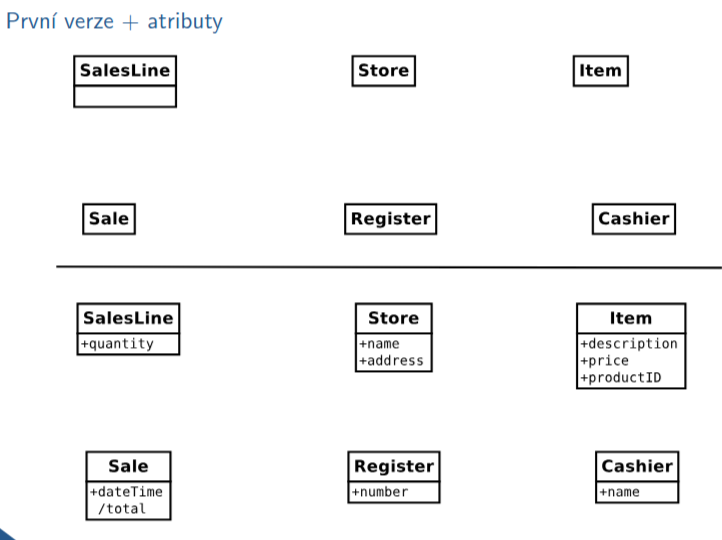 První verze + atributy
SalesLine
Store
Item
Sale
Register
Cashier
SalesLine
+quantity
Store
+name
+address
Item
+description
+price
+productID
Sale
+dateTime
/total
Register
+number
Cashier
+name